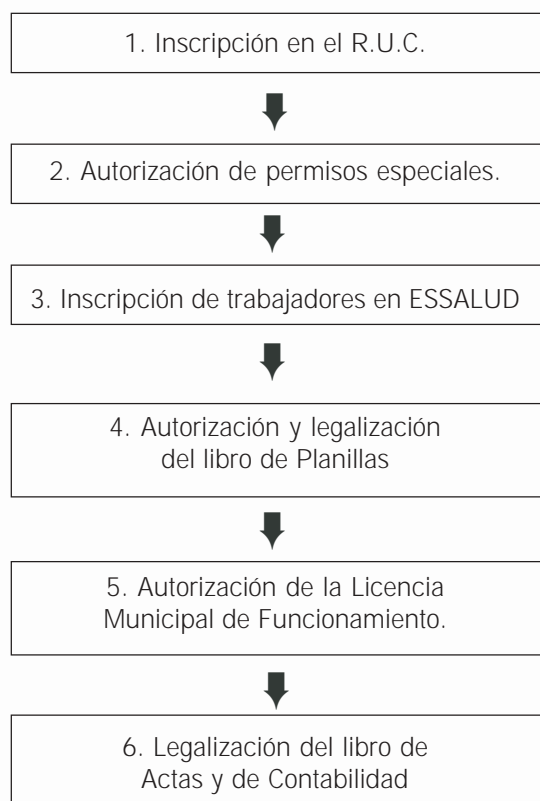 1. Inscripción en el R.U.C.
2. Autorización de permisos especiales.
3. Inscripción de trabajadores en ESSALUD
4. Autorización y legalización
del libro de Planillas
5. Autorización de la Licencia
Municipal de Funcionamiento.
6. Legalización del libro de
Actas y de Contabilidad